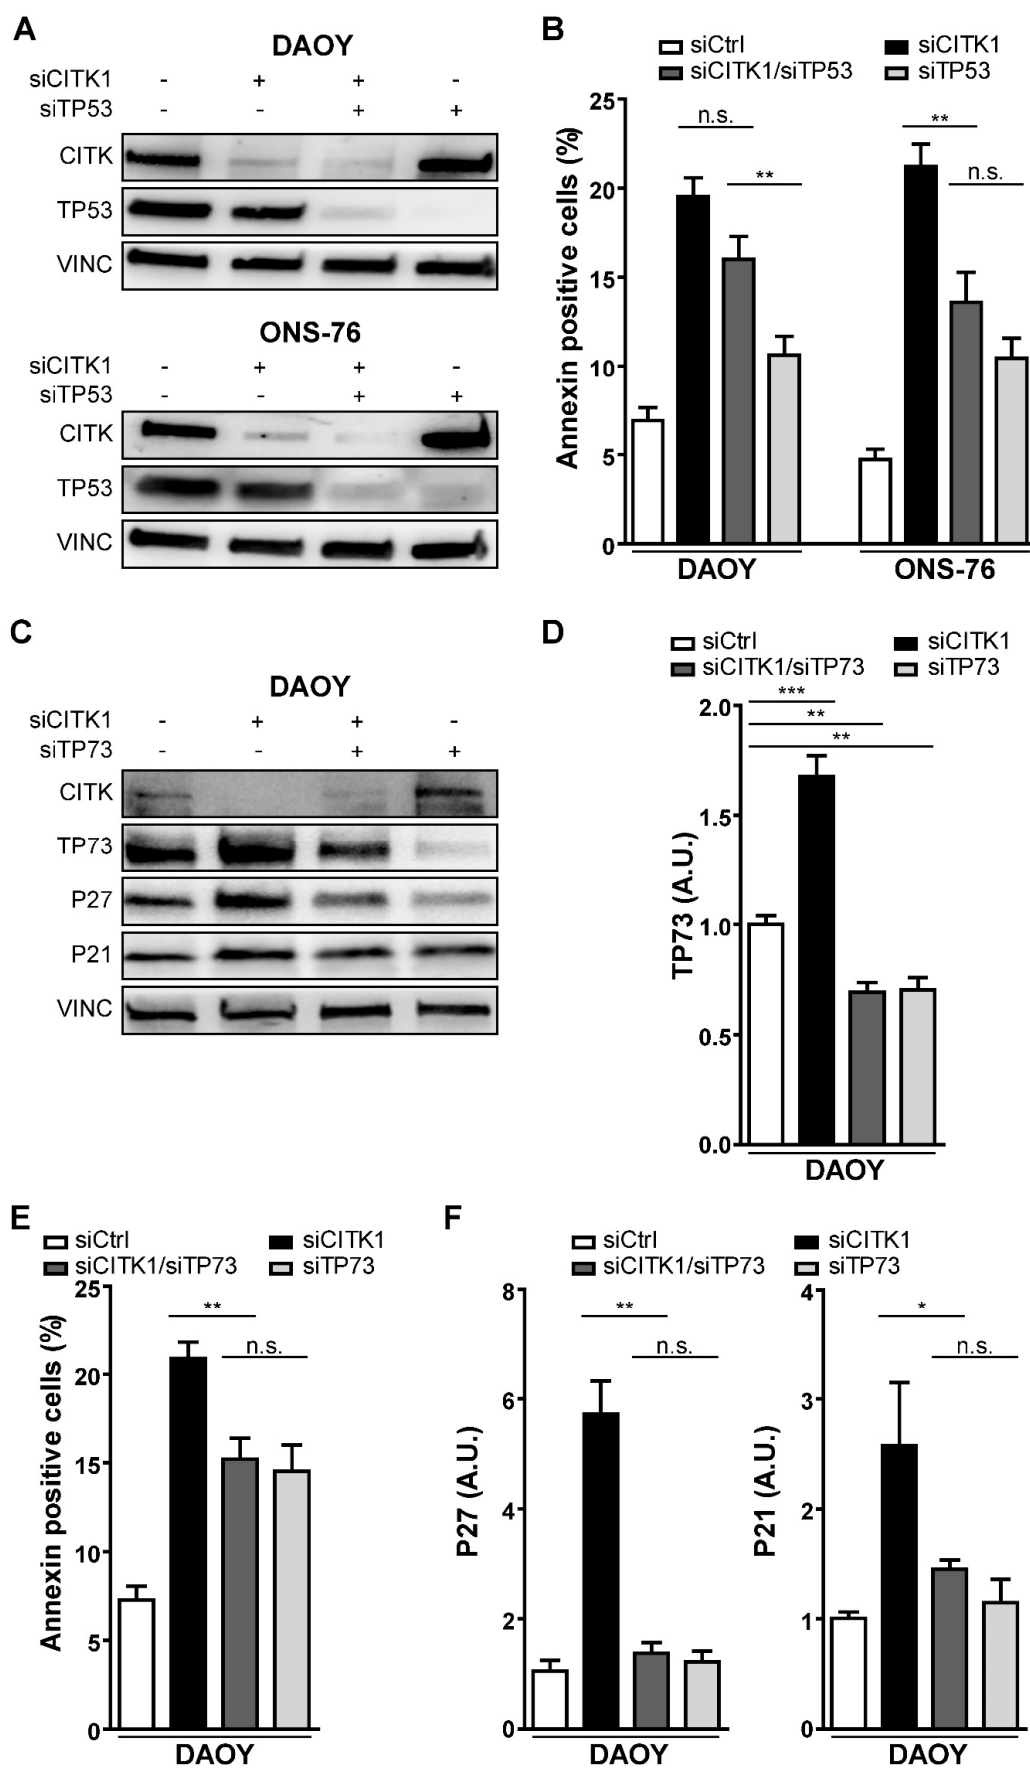 A
DAOY
siCITK1 - + + -
siTP53 - - + +
CITK
TP53
VINC
ONS-76
siCITK1 - + + -
siTP53 - - + +
CITK
TP53
VINC
B
siCtrl siCITK1
siCITK1/siTP53 siTP53
Annexin positive cells (%)
25
20
15
10
5
0
n.s.
**
**
n.s.
DAOY ONS-76
C
DAOY
siCITK1 - + + -
siTP73 - - + +
CITK
TP73
P27
P21
VINC
D
siCtrl siCITK1
siCITK1/siTP73 siTP73
TP73 (A.U.)
2.0
1.5
1.0
0.5
0.0
***
**
**
DAOY
E
siCtrl siCITK1
siCITK1/siTP73 siTP73
Annexin positive cells (%)
25
20
15
10
5
0
**
n.s.
DAOY
F
siCtrl siCITK1
siCITK1/siTP73 siTP73
P27 (A.U.)
8
6
4
2
0
**
n.s.
DAOY
P21 (A.U.)
4
3
2
1
0
*
n.s.
DAOY